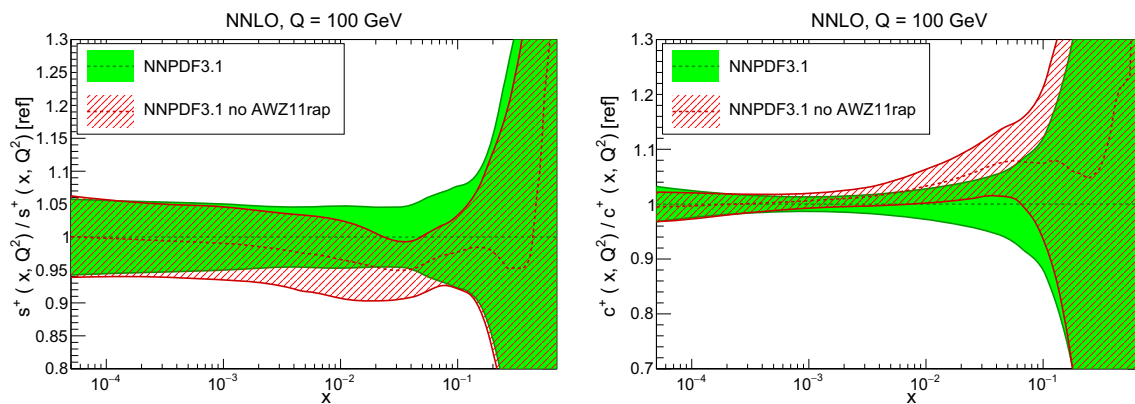 NNLO, Q = 100 GeV
NNPDF3.1
NNPDF3.1 no AWZ11rap
s⁺ ( x, Q²) / s⁺ ( x, Q²) [ref]
1.3
1.25
1.2
1.15
1.1
1.05
1
0.95
0.9
0.85
0.8
10⁻⁴
10⁻³
10⁻²
10⁻¹
x
NNLO, Q = 100 GeV
NNPDF3.1
NNPDF3.1 no AWZ11rap
c⁺ ( x, Q²) / c⁺ ( x, Q²) [ref]
1.3
1.2
1.1
1
0.9
0.8
0.7
10⁻⁴
10⁻³
10⁻²
10⁻¹
x